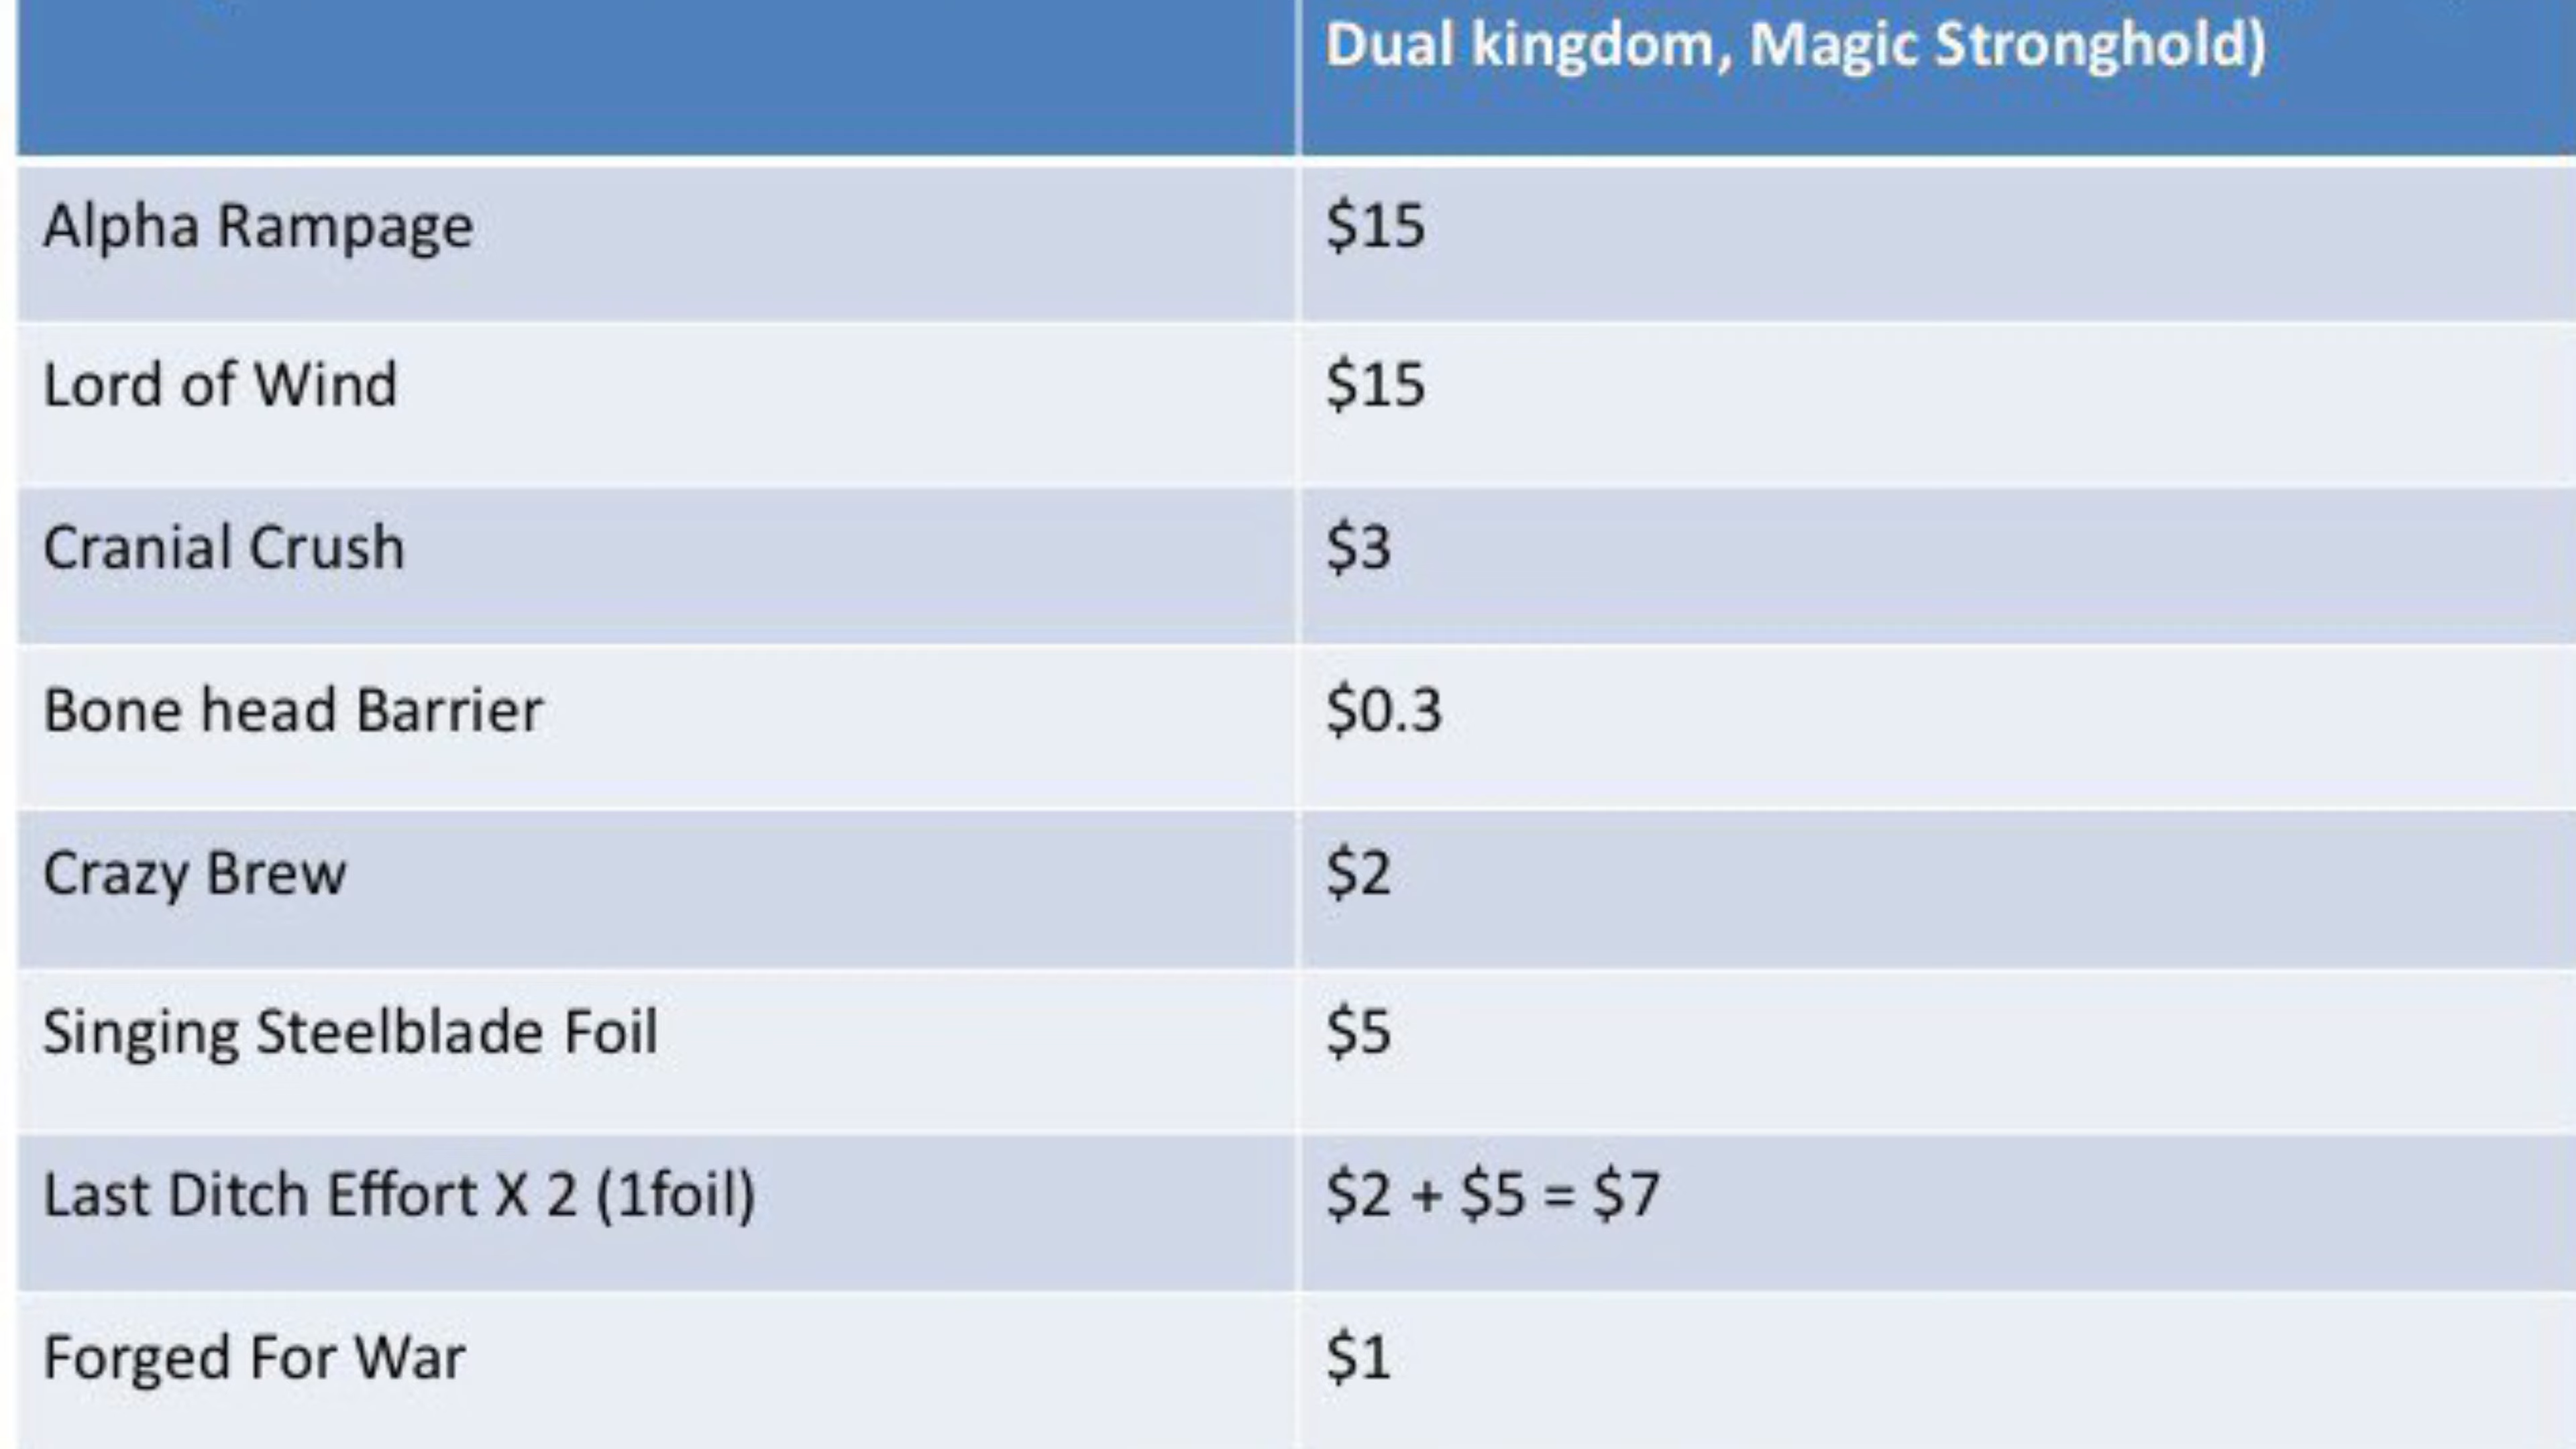 Dual kingdom, Magic Stronghold)
Alpha Rampage
$15
Lord of Wind
$15
Cranial Crush
$3
Bone head Barrier
$0.3
Crazy Brew
$2
Singing Steelblade Foil
$5
Last Ditch Effort X 2 (1foil)
$2 + $5 = $7
Forged For War
$1